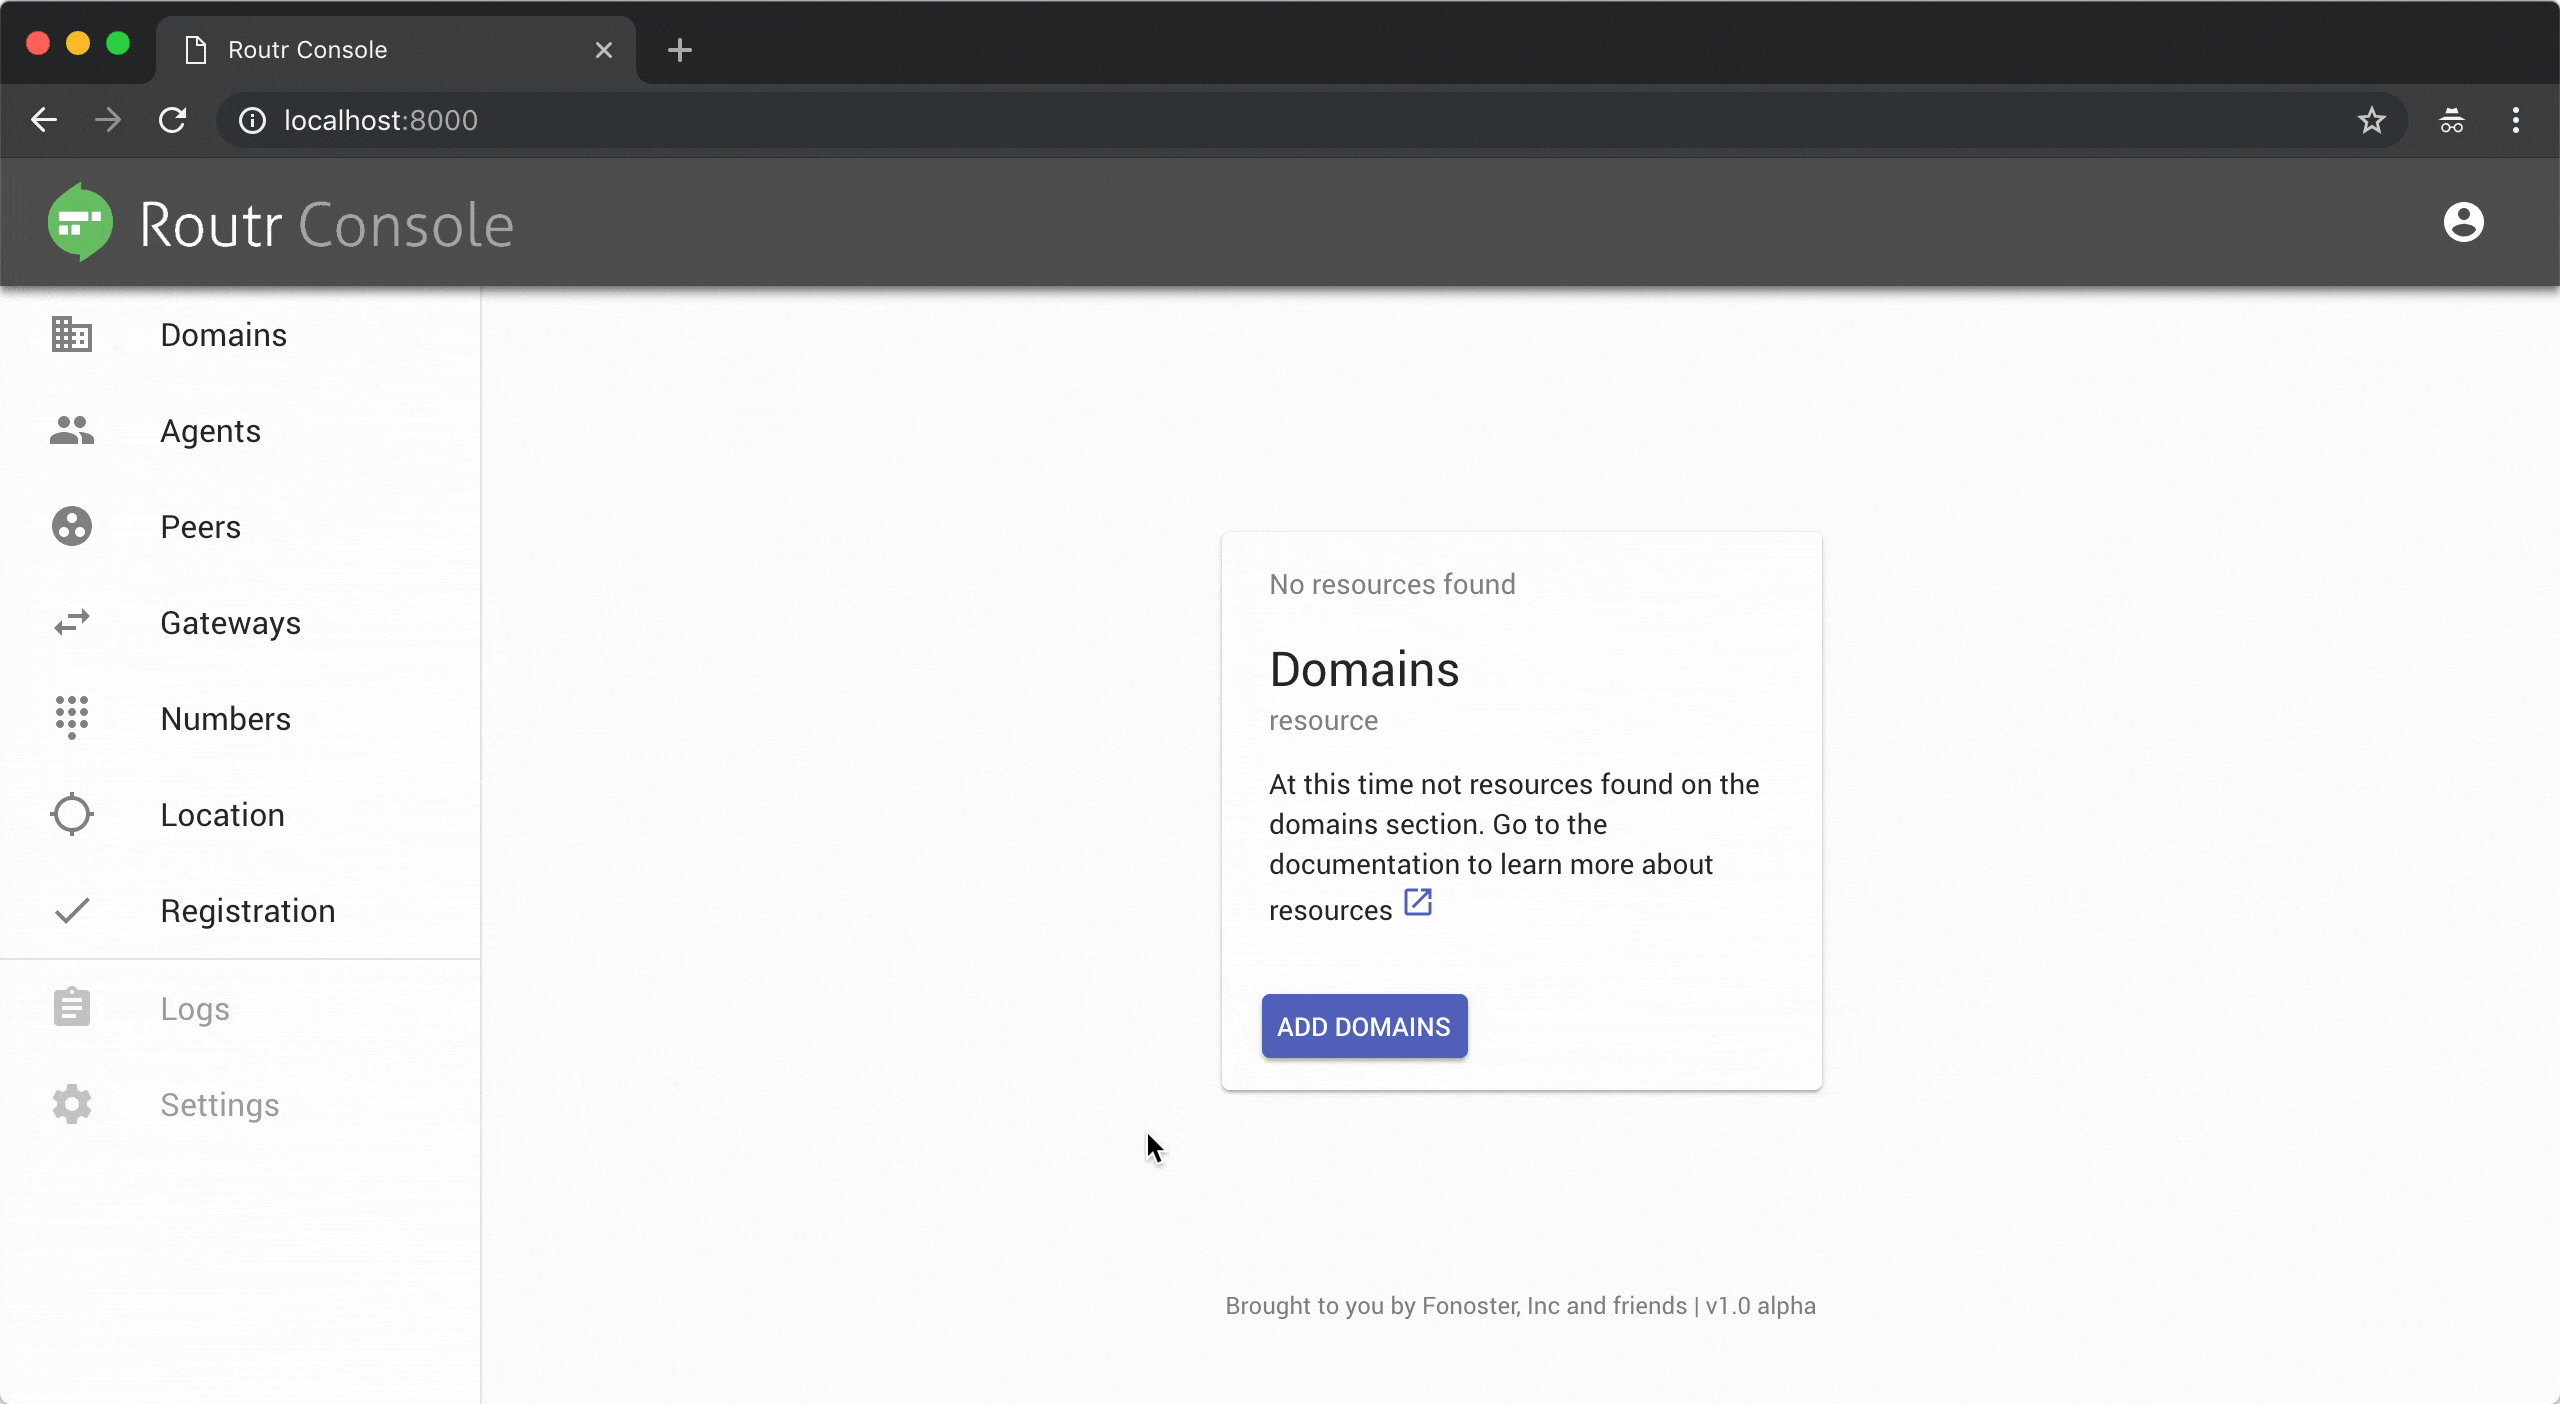 Routr Console
localhost:8000
Routr Console
Domains
Agents
Peers
Gateways
Numbers
Location
Registration
Logs
Settings
No resources found
Domains
resource
At this time not resources found on the
domains section. Go to the
documentation to learn more about
resources
ADD DOMAINS
Brought to you by Fonoster, Inc and friends | v1.0 alpha